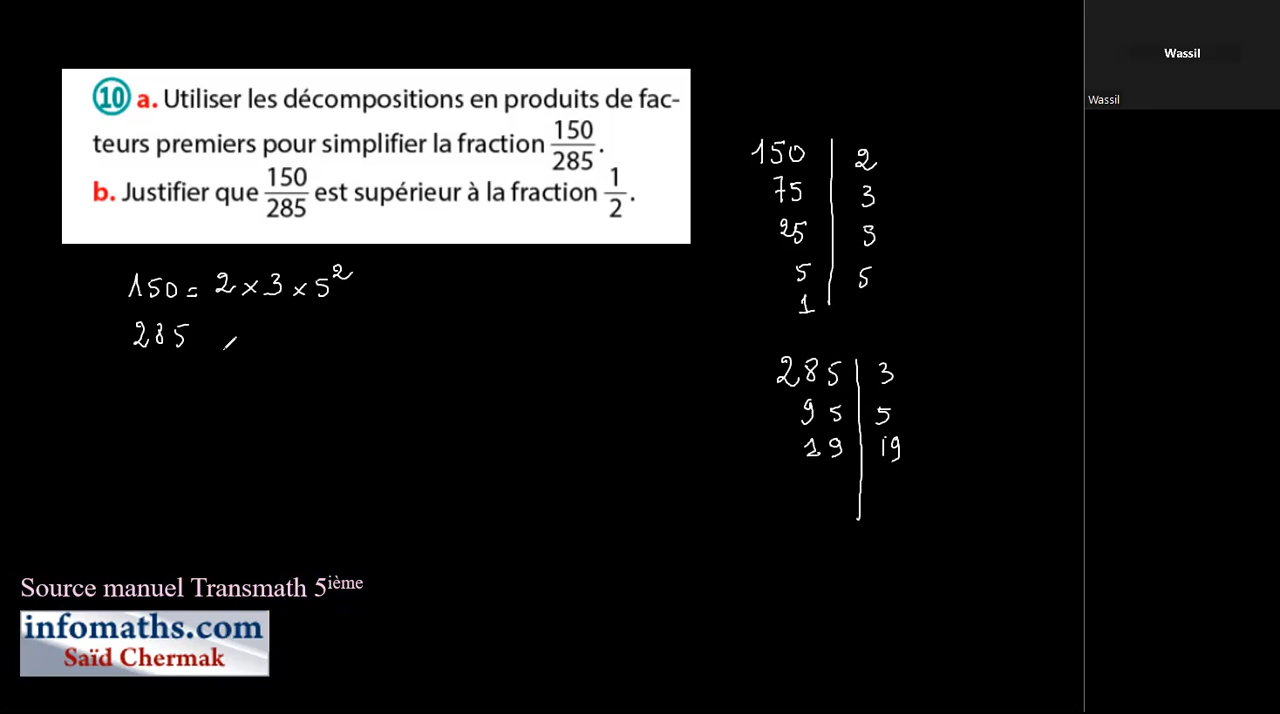 10 a. Utiliser les décompositions en produits de fac-
teurs premiers pour simplifier la fraction 150/285.
b. Justifier que 150/285 est supérieur à la fraction 1/2.
150 = 2 × 3 × 5²
285
150 | 2
75 | 3
25 | 5
5 | 5
1
285 | 3
95 | 5
19 | 19
Source manuel Transmath 5ième
infomaths.com
Saïd Chermak
Wassil
Wassil